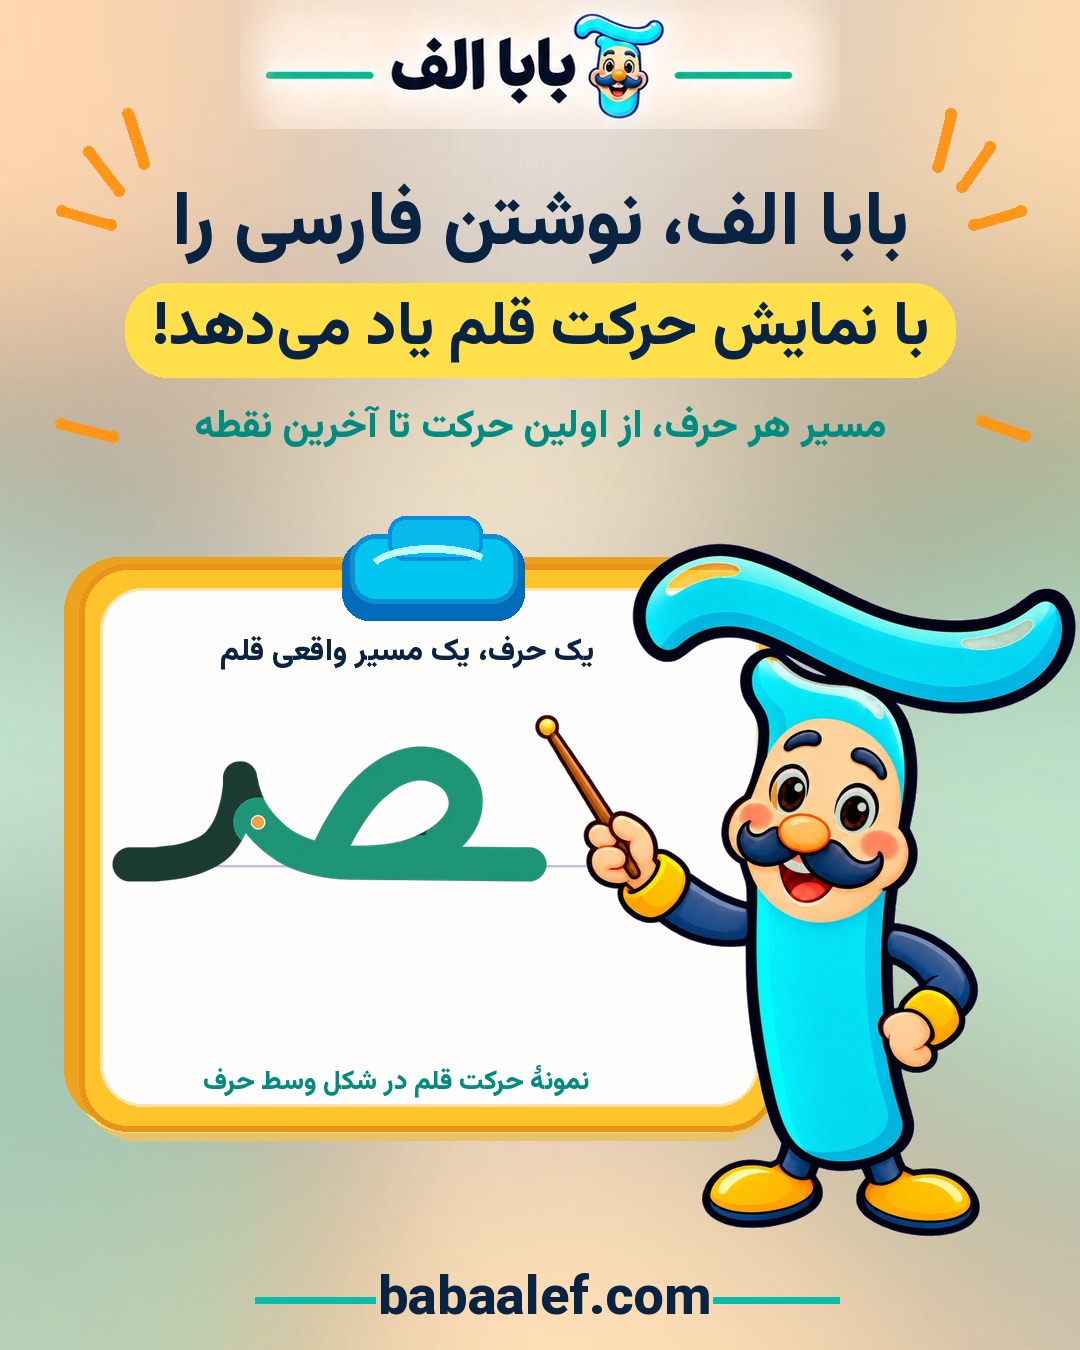 بابا الف
بابا الف، نوشتن فارسی را
با نمایش حرکت قلم یاد می‌دهد!
مسیر هر حرف، از اولین حرکت تا آخرین نقطه
یک حرف، یک مسیر واقعی قلم
ـصـ
نمونهٔ حرکت قلم در شکل وسط حرف
babaalef.com